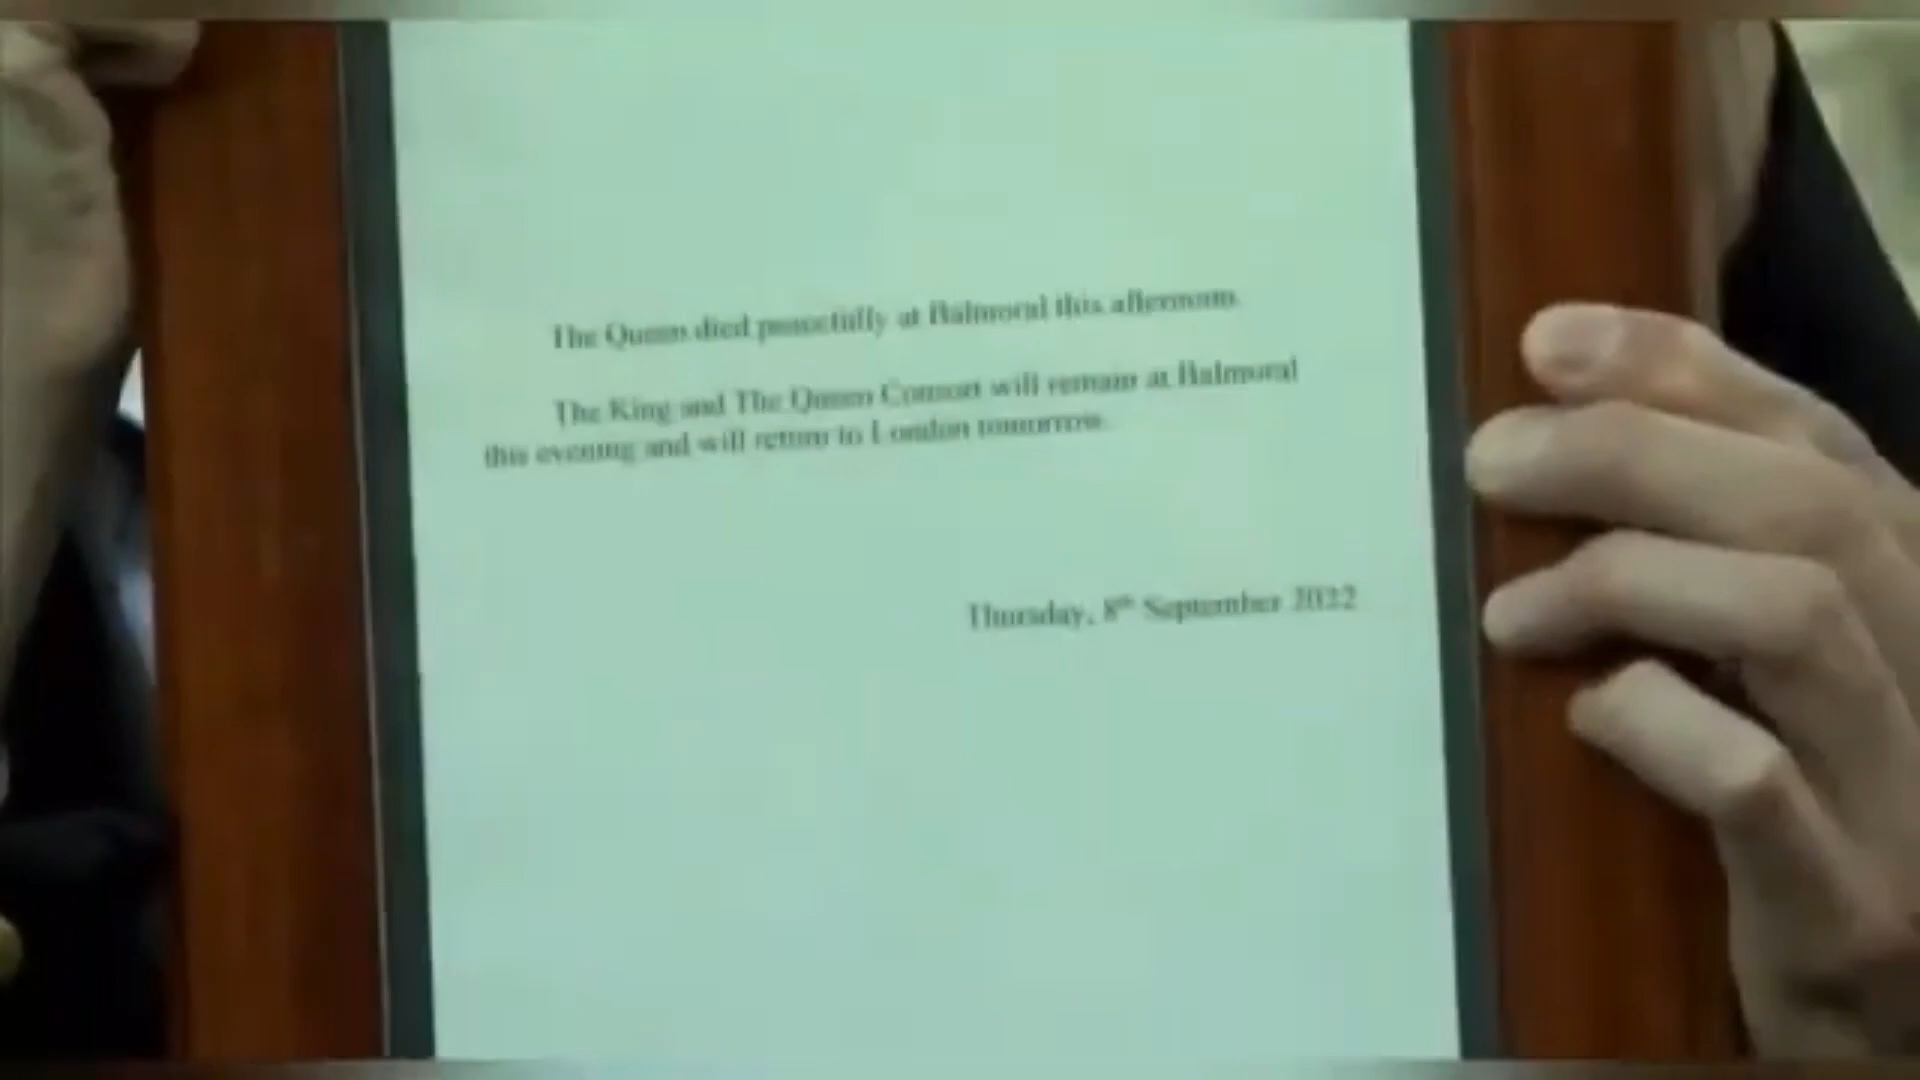 The Queen died peacefully at Balmoral this afternoon.
The King and The Queen Consort will remain at Balmoral
this evening and will return to London tomorrow.
Thursday, 8th September 2022